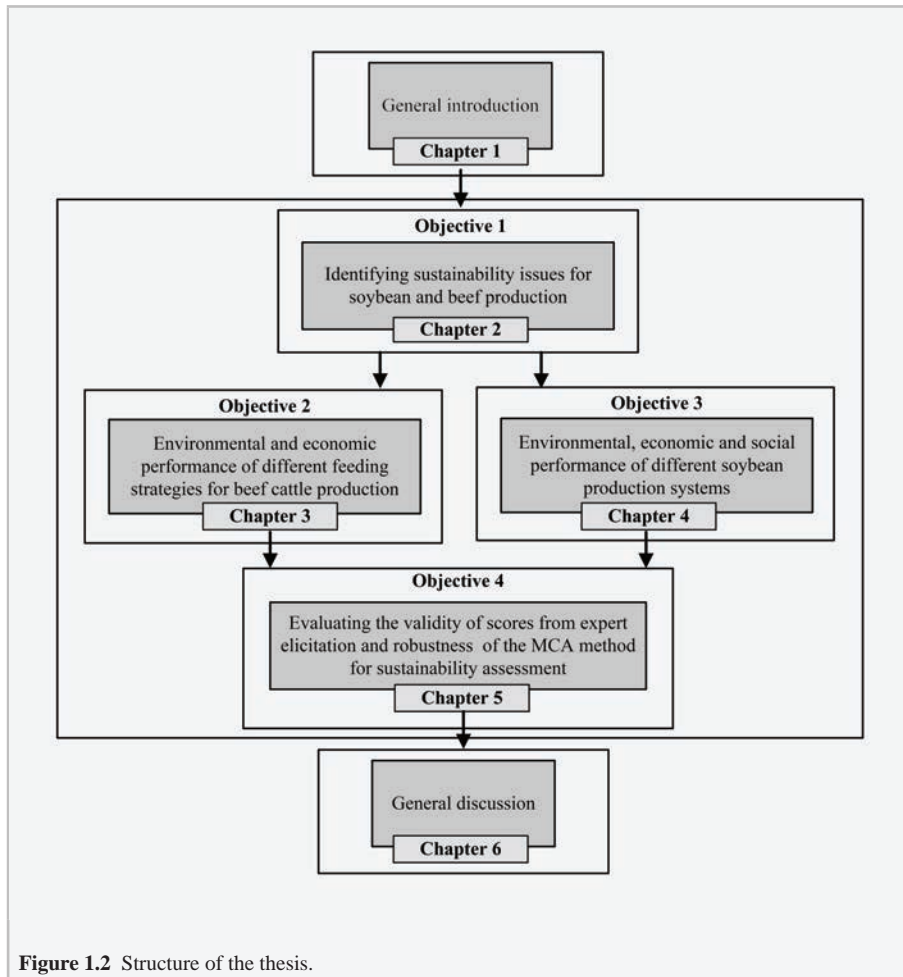 General introduction
Chapter 1
Objective 1
Identifying sustainability issues for
soybean and beef production
Chapter 2
Objective 2
Environmental and economic
performance of different feeding
strategies for beef cattle production
Chapter 3
Objective 3
Environmental, economic and social
performance of different soybean
production systems
Chapter 4
Objective 4
Evaluating the validity of scores from expert
elicitation and robustness of the MCA method
for sustainability assessment
Chapter 5
General discussion
Chapter 6
Figure 1.2 Structure of the thesis.